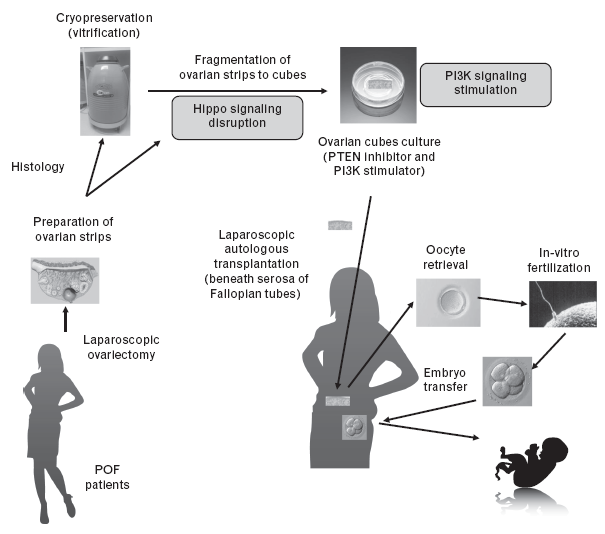 Cryopreservation
(vitrification)
Fragmentation of
ovarian strips to cubes
Hippo signaling
disruption
PI3K signaling
stimulation
Ovarian cubes culture
(PTEN inhibitor and
PI3K stimulator)
Histology
Preparation of
ovarian strips
Laparoscopic
autologous
transplantation
(beneath serosa of
Fallopian tubes)
Oocyte
retrieval
In-vitro
fertilization
Laparoscopic
ovariectomy
Embryo
transfer
POF
patients